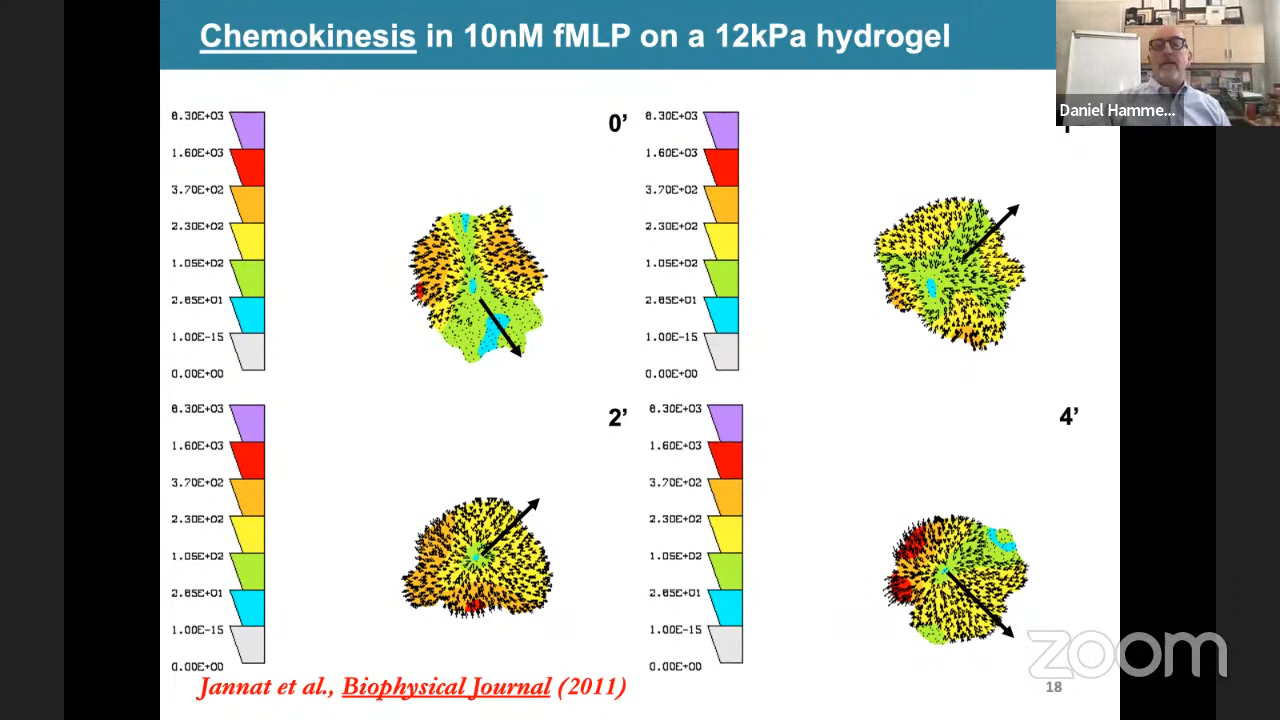 Chemokinesis in 10nM fMLP on a 12kPa hydrogel
Daniel Hamme...
0’
8.30E+03
1.60E+03
3.70E+02
2.30E+02
1.05E+02
2.85E+01
1.00E-15
0.00E+00
8.30E+03
1.60E+03
3.70E+02
2.30E+02
1.05E+02
2.85E+01
1.00E-15
0.00E+00
2’
8.30E+03
1.60E+03
3.70E+02
2.30E+02
1.05E+02
2.85E+01
1.00E-15
0.00E+00
4’
8.30E+03
1.60E+03
3.70E+02
2.30E+02
1.05E+02
2.85E+01
1.00E-15
0.00E+00
Jannat et al., Biophysical Journal (2011)
zoom
18